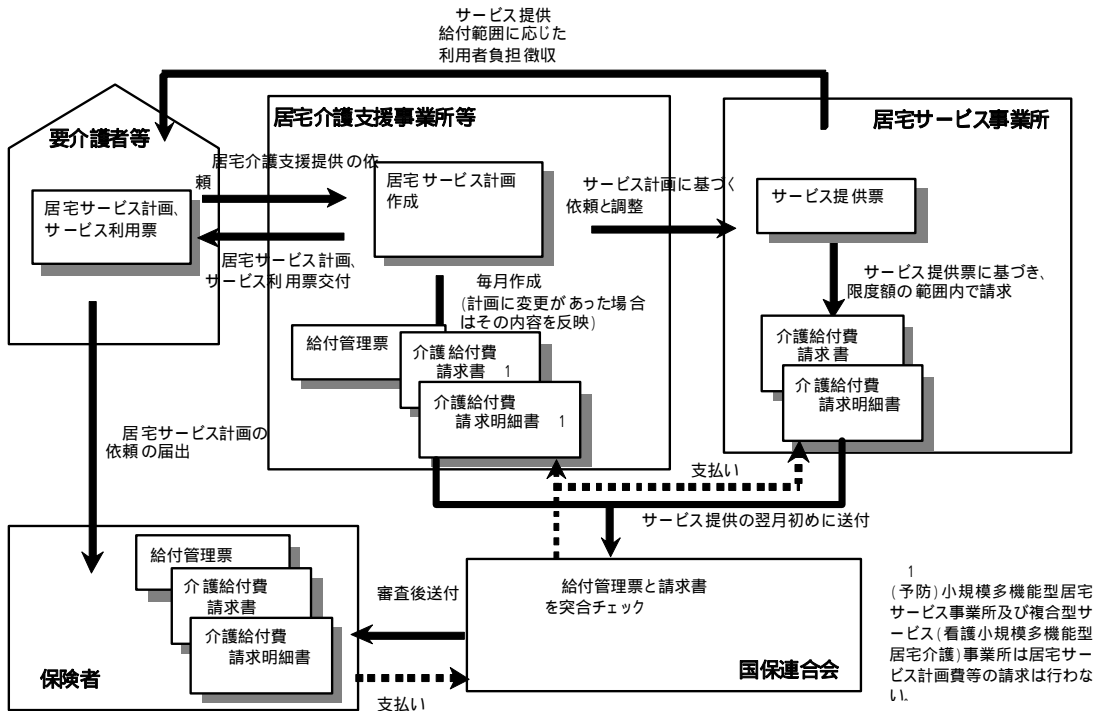 サービス提供
給付範囲に応じた
利用者負担徴収
要介護者等
居宅介護支援事業所等
居宅サービス事業所
居宅介護支援提供の依
頼
居宅サービス計画、
サービス利用票
居宅サービス計画
作成
サービス計画に基づく
依頼と調整
サービス提供票
居宅サービス計画、
サービス利用票交付
毎月作成
(計画に変更があった場合
はその内容を反映)
サービス提供票に基づき、
限度額の範囲内で請求
給付管理票
介護給付費
請求書 1
介護給付費
請求明細書 1
介護給付費
請求書
介護給付費
請求明細書
居宅サービス計画の
依頼の届出
支払い
サービス提供の翌月初めに送付
給付管理票
介護給付費
請求書
介護給付費
請求明細書
保険者
審査後送付
支払い
給付管理票と請求書
を突合チェック
国保連合会
1
(予防)小規模多機能型居宅
サービス事業所及び複合型サ
ービス(看護小規模多機能型
居宅介護)事業所は居宅サー
ビス計画費等の請求は行わな
い。